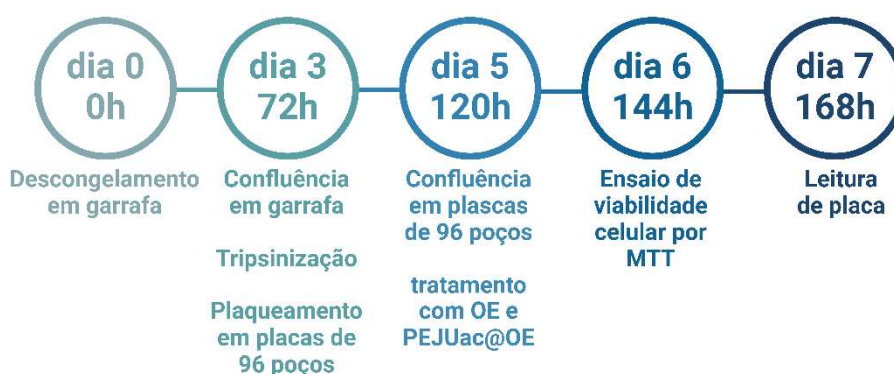 dia 0
0h
Descongelamento
em garrafa
dia 3
72h
Confluência
em garrafa
Tripsinização
Plaqueamento
em placas de
96 poços
dia 5
120h
Confluência
em plascas
de 96 poços
tratamento
com OE e
PEJUac@OE
dia 6
144h
Ensaio de
viabilidade
celular por
MTT
dia 7
168h
Leitura
de placa